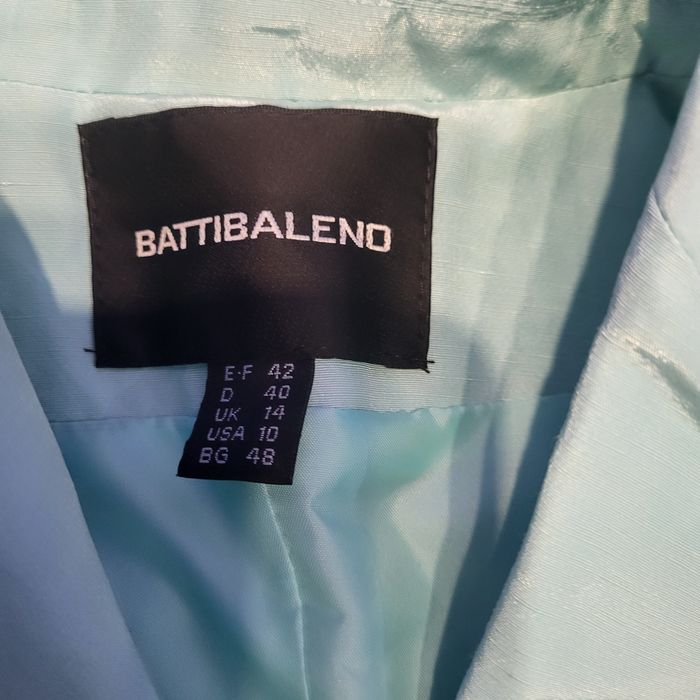 BATTIBALENO
E-F 42
D 40
UK 14
USA 10
BG 48